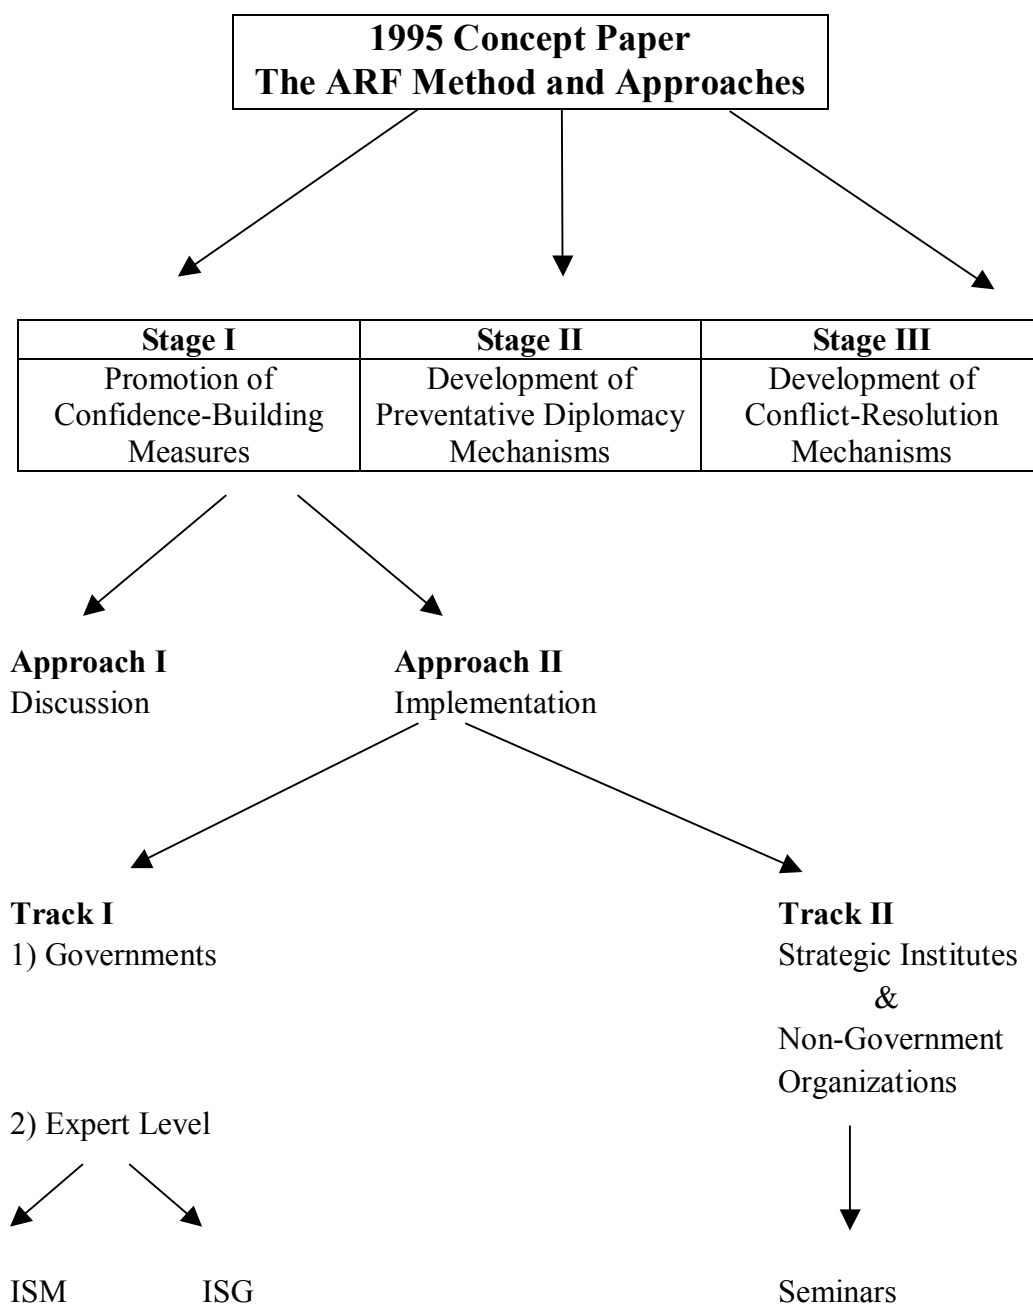 1995 Concept Paper
The ARF Method and Approaches
Stage I
Stage II
Stage III
Promotion of
Confidence-Building
Measures
Development of
Preventative Diplomacy
Mechanisms
Development of
Conflict-Resolution
Mechanisms
Approach I
Discussion
Approach II
Implementation
Track I
1) Governments
Track II
Strategic Institutes
&
Non-Government
Organizations
2) Expert Level
ISM
ISG
Seminars